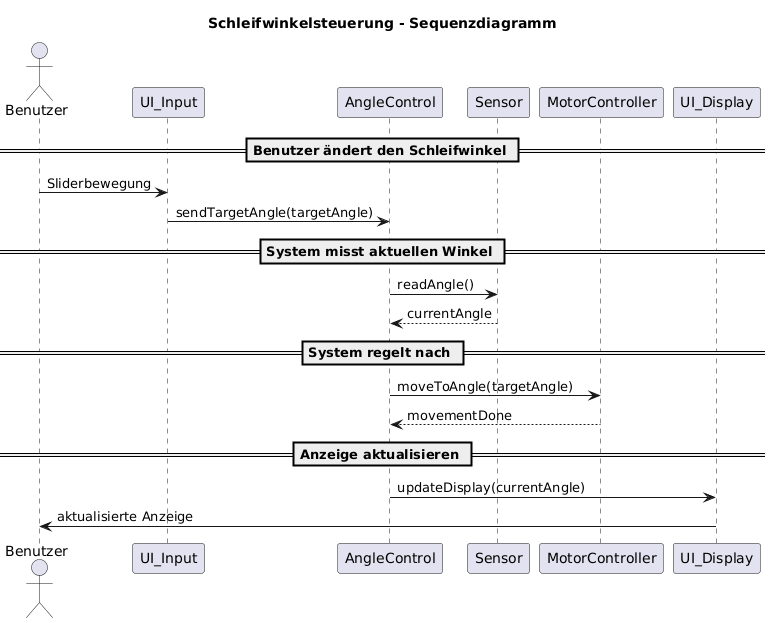 Schleifwinkelsteuerung - Sequenzdiagramm
Benutzer
UI_Input
AngleControl
Sensor
MotorController
UI_Display
Benutzer ändert den Schleifwinkel
Sliderbewegung
sendTargetAngle(targetAngle)
System misst aktuellen Winkel
readAngle()
currentAngle
System regelt nach
moveToAngle(targetAngle)
movementDone
Anzeige aktualisieren
updateDisplay(currentAngle)
aktualisierte Anzeige
Benutzer
UI_Input
AngleControl
Sensor
MotorController
UI_Display